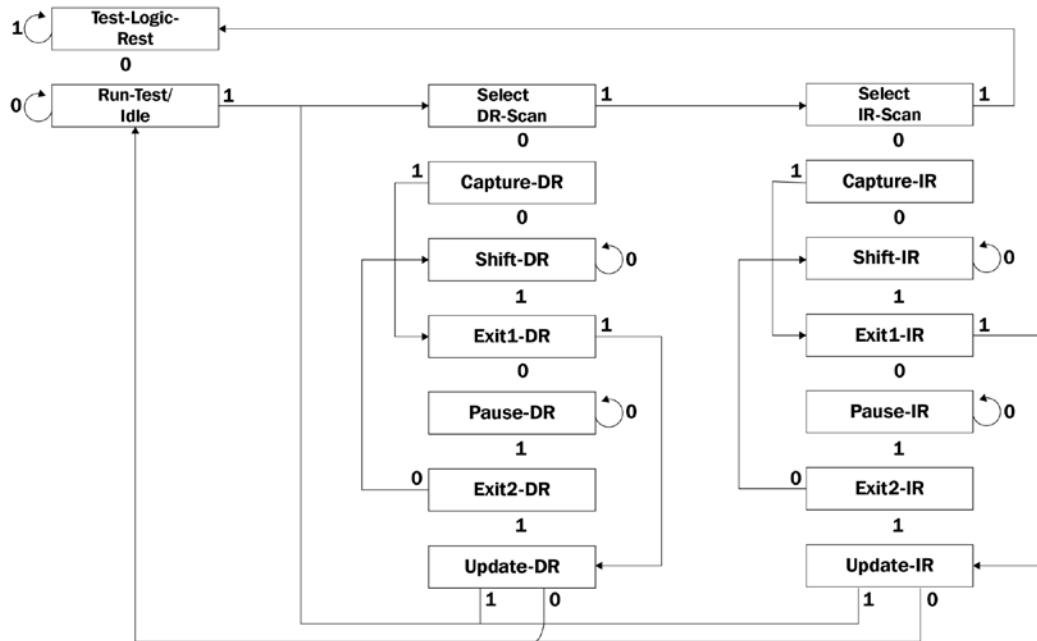 Test-Logic-
Rest
1
0
Run-Test/
Idle
0
1
Select
DR-Scan
1
Select
IR-Scan
1
0
0
1
Capture-DR
1
Capture-IR
0
0
Shift-DR
0
Shift-IR
0
1
1
Exit1-DR
1
Exit1-IR
1
0
0
Pause-DR
0
Pause-IR
0
1
1
0
Exit2-DR
0
Exit2-IR
1
1
Update-DR
Update-IR
1
0
1
0